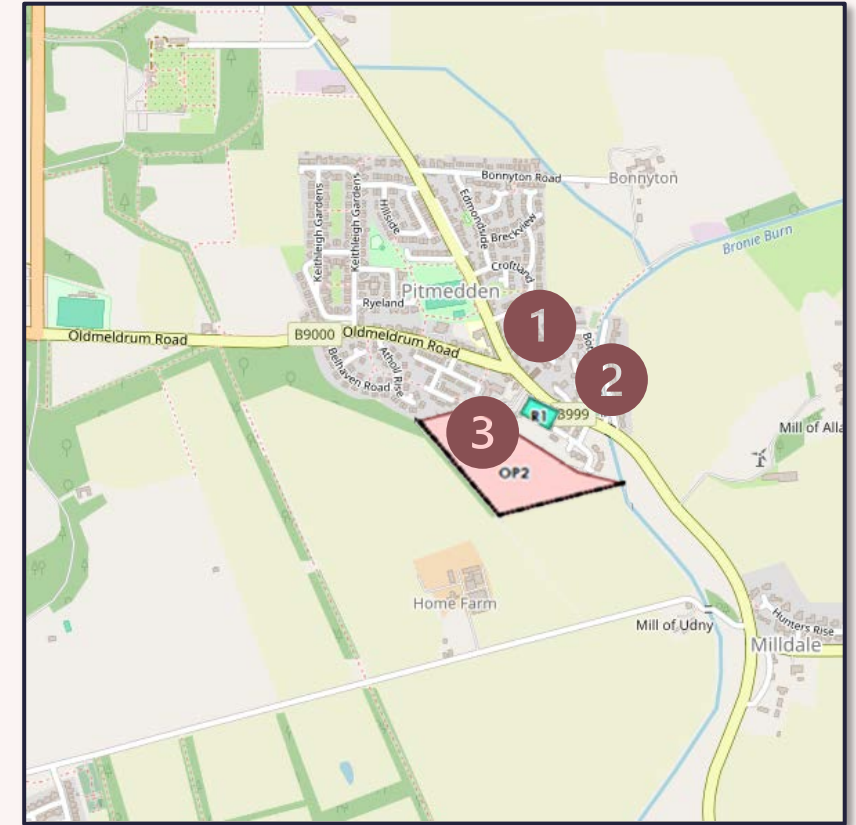 Bonnyton Road
Bonnyton
Keithleigh Gardens
Keithleigh Gardens
Hillside
Edmondside
Breckview
Bronie Burn
Croftland
Pitmedden
Ryeland
1
Oldmeldrum Road
B9000
Oldmeldrum Road
Belhaven Road
Atholl Rise
2
R1
B999
3
Mill of Alla
OP2
Home Farm
Mill of Udny
Hunters Rise
Milldale